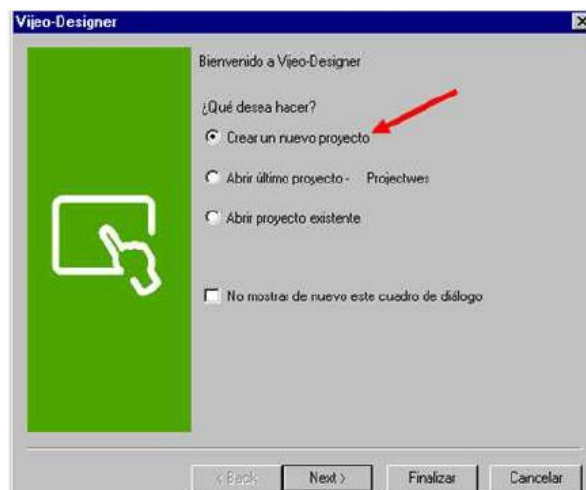 Vijeo-Designer
Bienvenido a Vijeo-Designer
¿Qué desea hacer?
Crear un nuevo proyecto
Abrir último proyecto - Projectwes
Abrir proyecto existente
No mostrar de nuevo este cuadro de diálogo
< Back
Next >
Finalizar
Cancelar